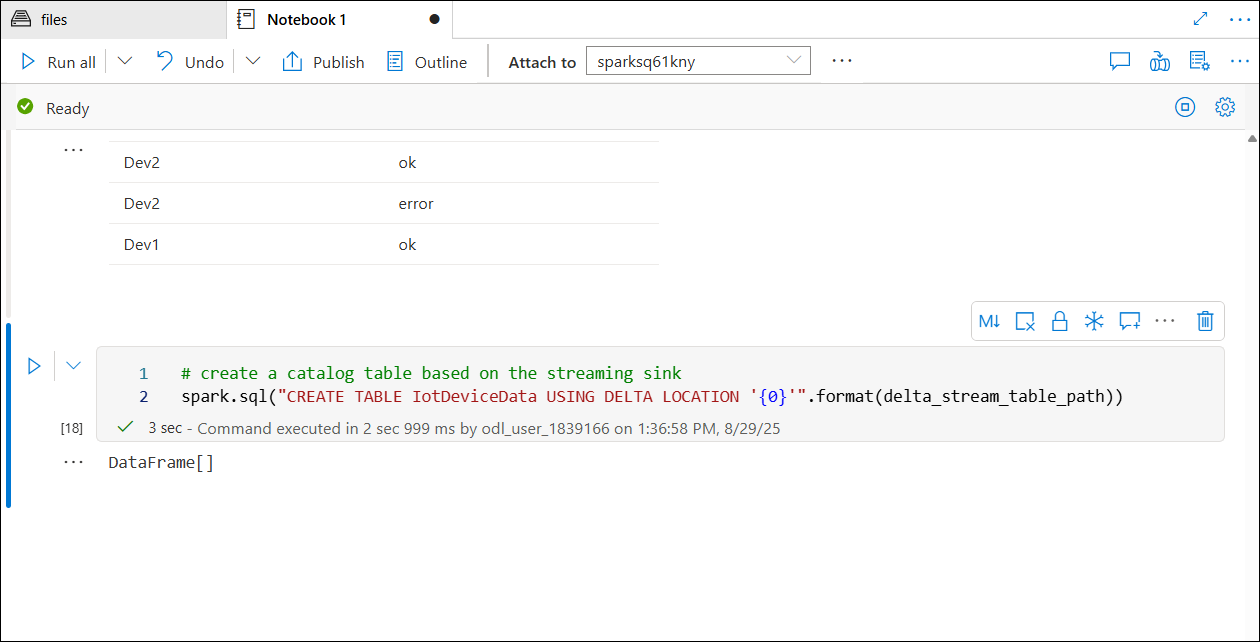 files
Notebook 1
Run all
Undo
Publish
Outline
Attach to
sparksq61kny
Ready
Dev2 ok
Dev2 error
Dev1 ok
M↓
1 # create a catalog table based on the streaming sink
2 spark.sql("CREATE TABLE IotDeviceData USING DELTA LOCATION '{0}'".format(delta_stream_table_path))
[18] 3 sec - Command executed in 2 sec 999 ms by odl_user_1839166 on 1:36:58 PM, 8/29/25
DataFrame[]